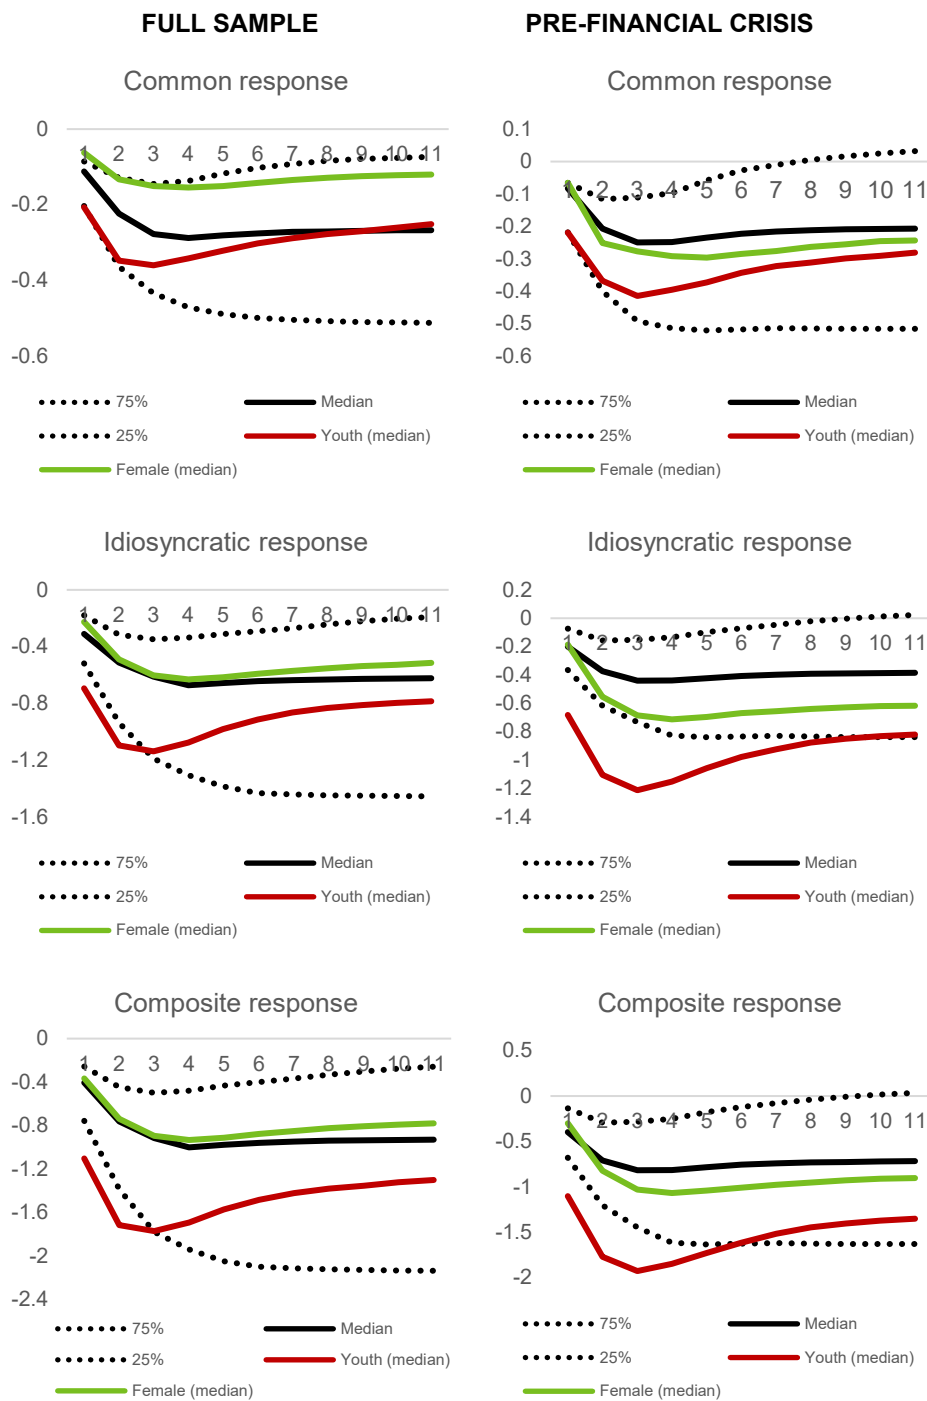 FULL SAMPLE
PRE-FINANCIAL CRISIS
Common response
0
-0.2
-0.4
-0.6
1 2 3 4 5 6 7 8 9 10 11
75% Median
25% Youth (median)
Female (median)
Common response
0.1
0
-0.1
-0.2
-0.3
-0.4
-0.5
-0.6
1 2 3 4 5 6 7 8 9 10 11
75% Median
25% Youth (median)
Female (median)
Idiosyncratic response
0
-0.4
-0.8
-1.2
-1.6
1 2 3 4 5 6 7 8 9 10 11
75% Median
25% Youth (median)
Female (median)
Idiosyncratic response
0.2
0
-0.2
-0.4
-0.6
-0.8
-1
-1.2
-1.4
1 2 3 4 5 6 7 8 9 10 11
75% Median
25% Youth (median)
Female (median)
Composite response
0
-0.4
-0.8
-1.2
-1.6
-2
-2.4
1 2 3 4 5 6 7 8 9 10 11
75% Median
25% Youth (median)
Female (median)
Composite response
0.5
0
-0.5
-1
-1.5
-2
1 2 3 4 5 6 7 8 9 10 11
75% Median
25% Youth (median)
Female (median)